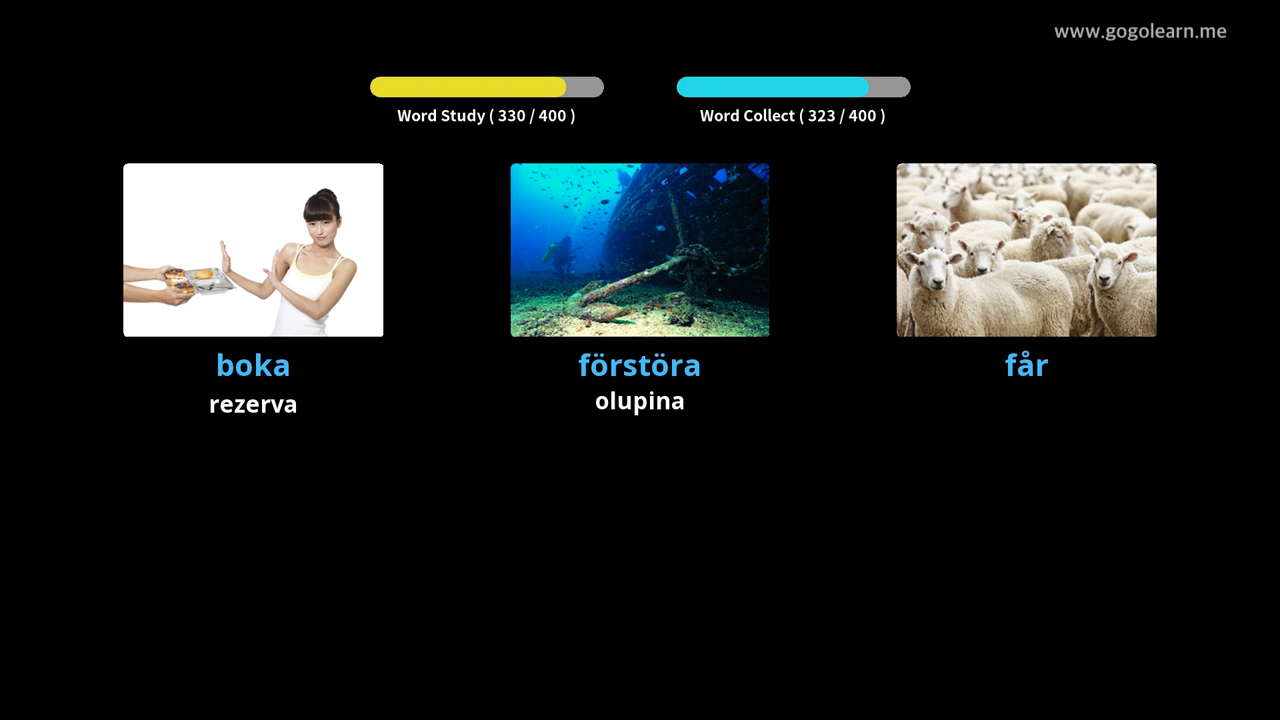 www.gogolearn.me
Word Study ( 330 / 400 )
Word Collect ( 323 / 400 )
boka
förstöra
får
rezerva
olupina